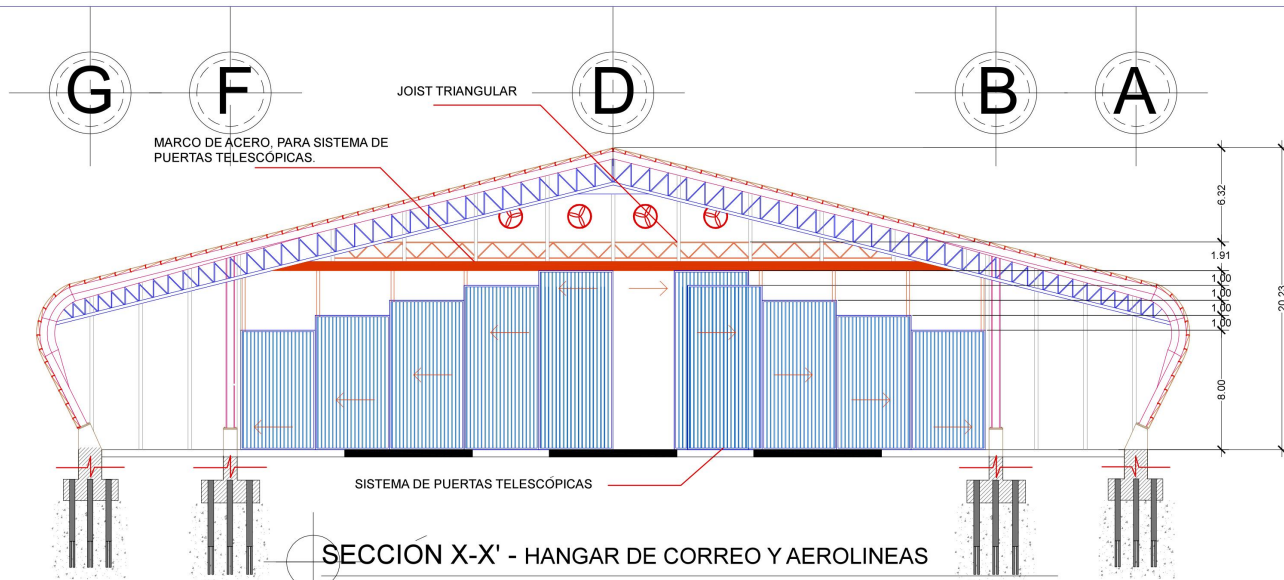 G
F
D
B
A
JOIST TRIANGULAR
MARCO DE ACERO, PARA SISTEMA DE
PUERTAS TELESCÓPICAS.
6.32
1.91
1.00
1.00
1.00
1.00
20.23
8.00
SISTEMA DE PUERTAS TELESCÓPICAS
SECCIÓN X-X' - HANGAR DE CORREO Y AEROLINEAS